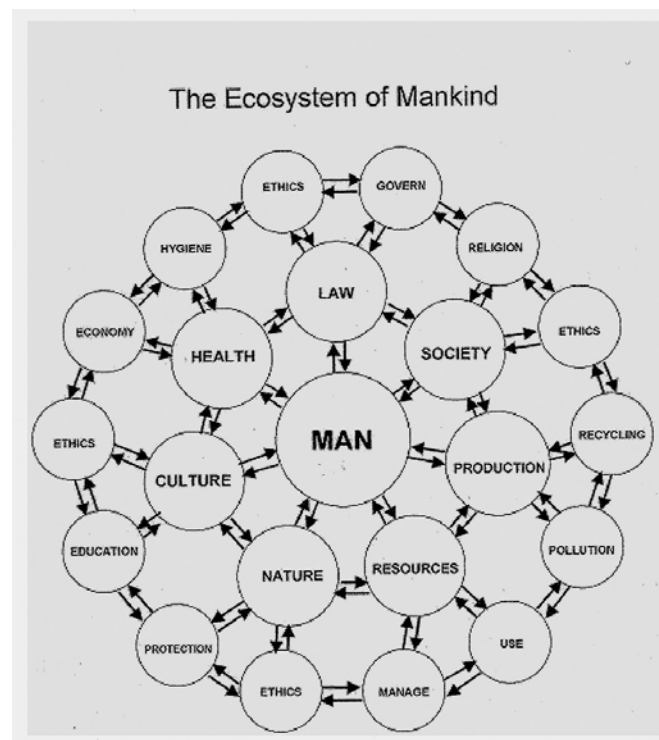 The Ecosystem of Mankind
ETHICS
GOVERN
HYGIENE
RELIGION
LAW
ECONOMY
HEALTH
SOCIETY
ETHICS
ETHICS
CULTURE
MAN
PRODUCTION
RECYCLING
EDUCATION
NATURE
RESOURCES
POLLUTION
PROTECTION
ETHICS
MANAGE
USE